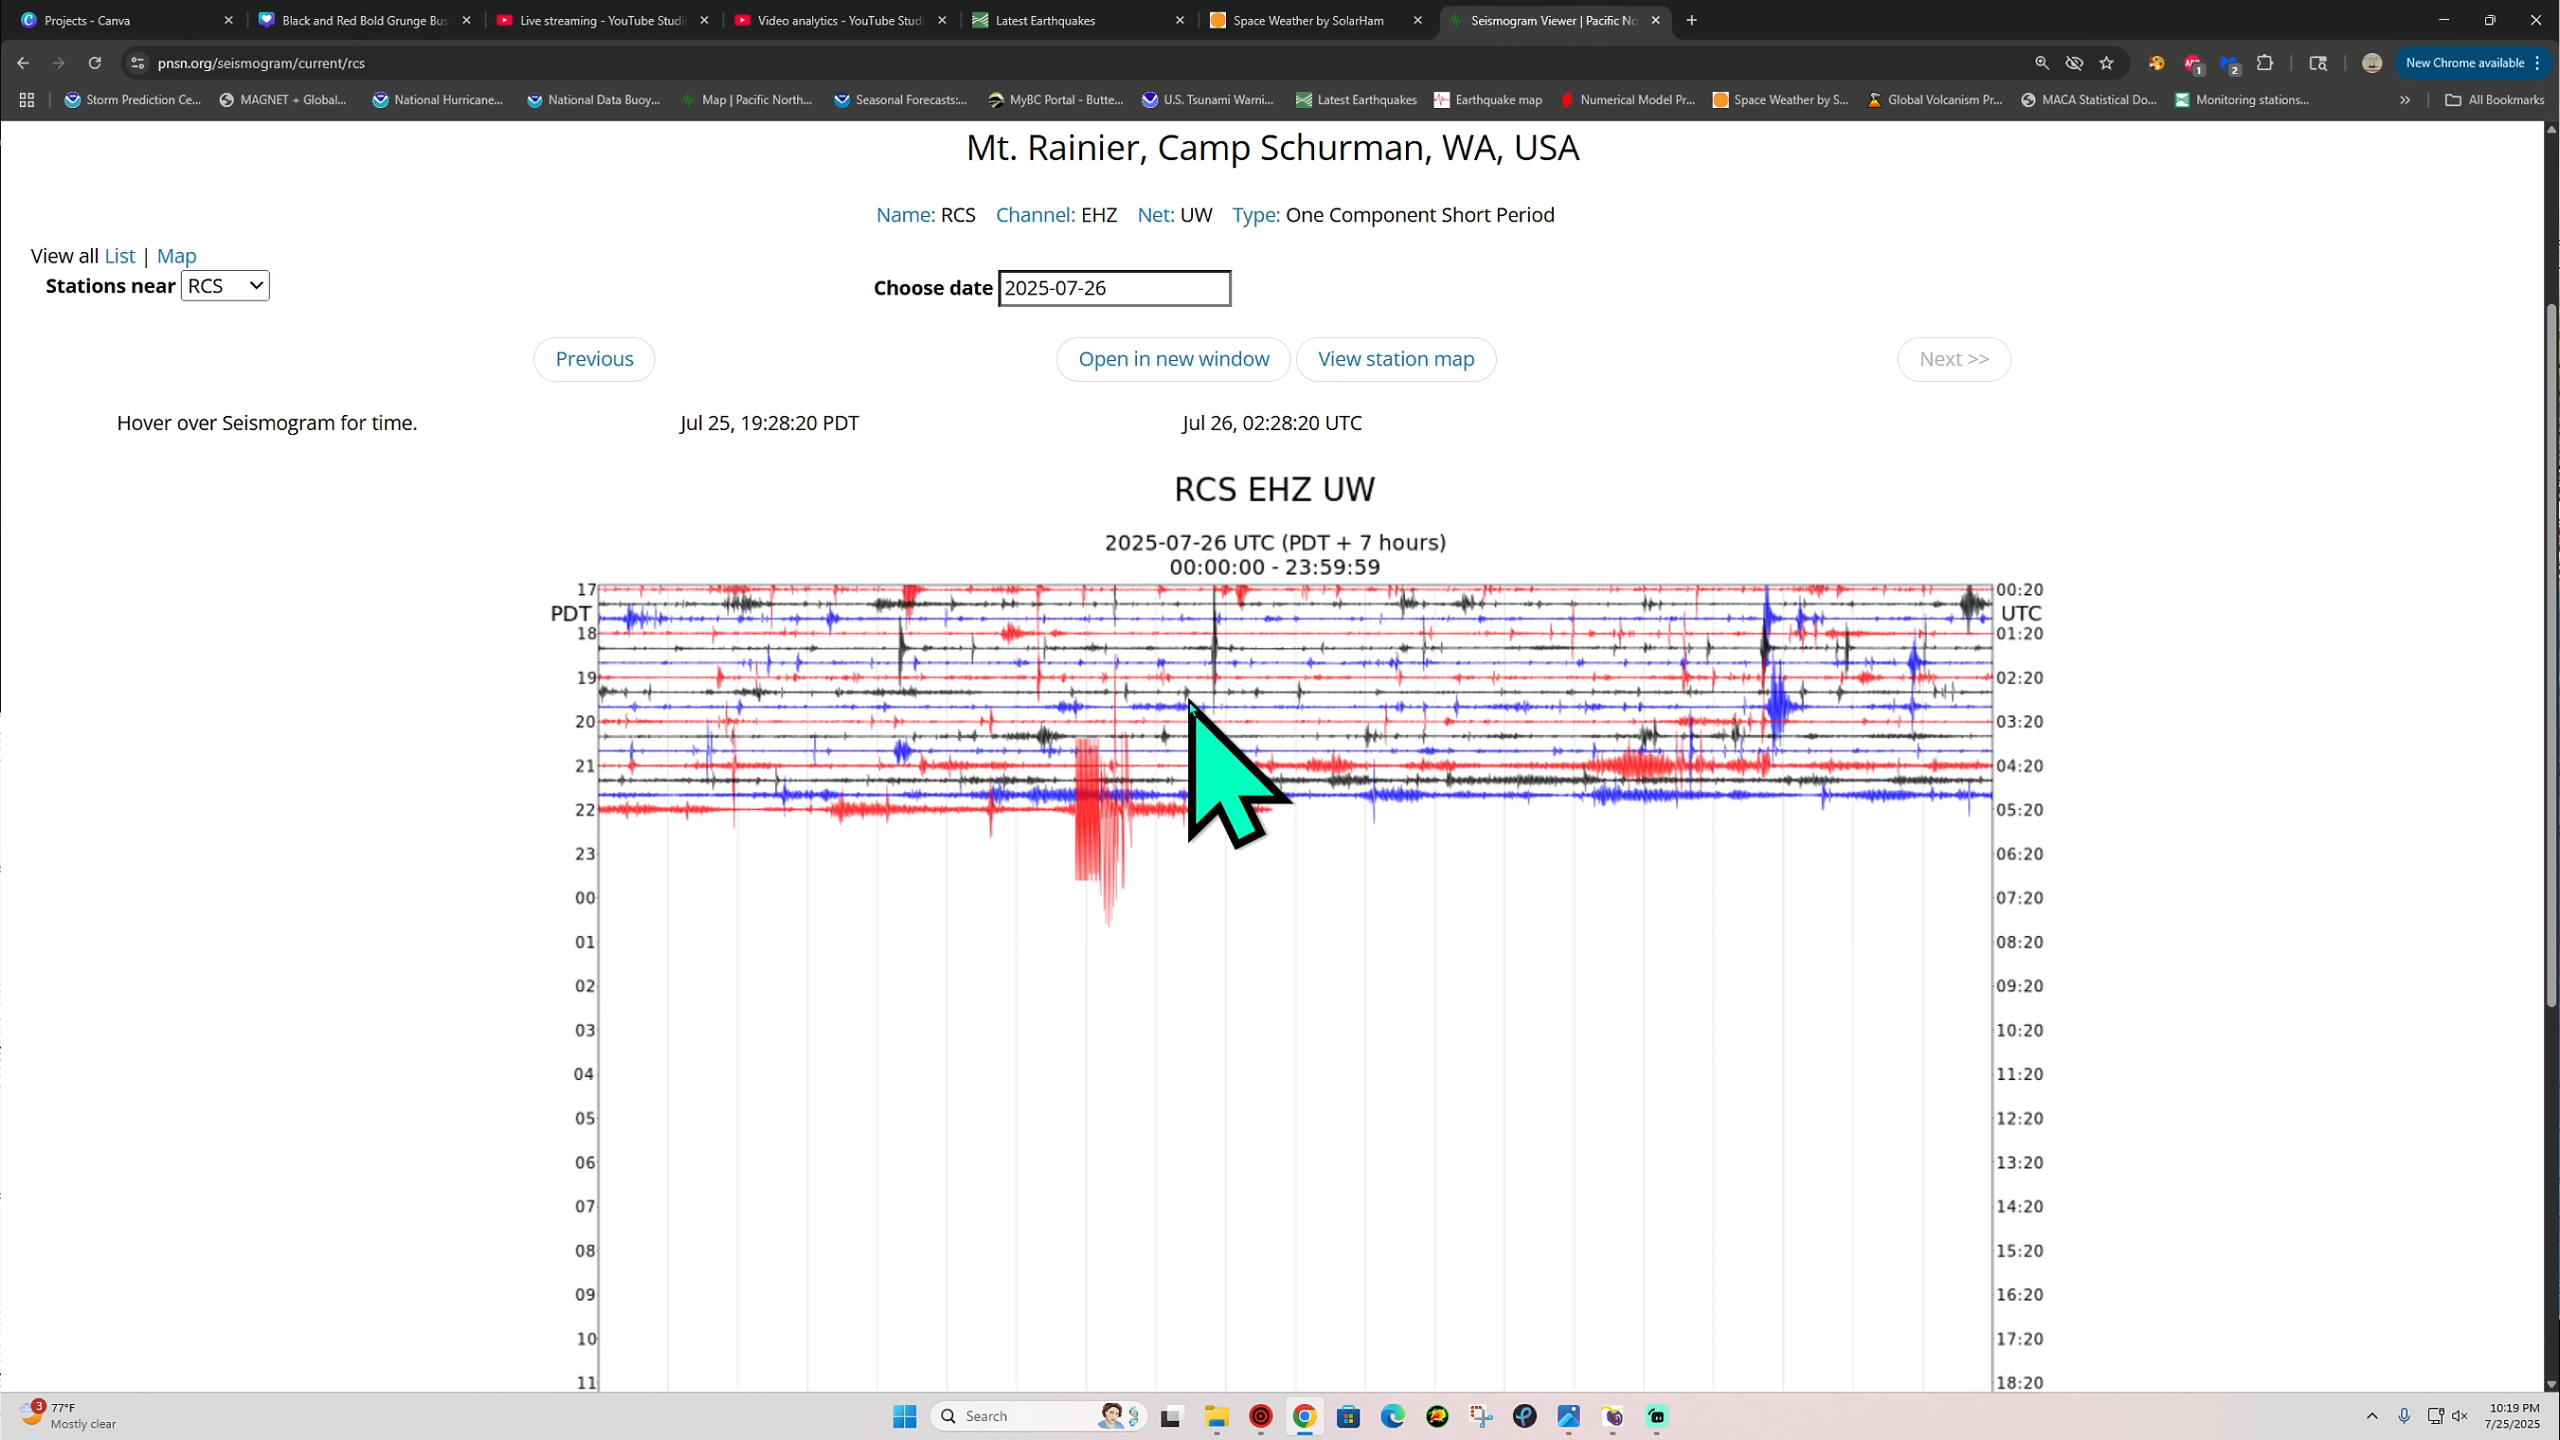 Projects - Canva
Black and Red Bold Grunge Bus
Live streaming - YouTube Studi
Video analytics - YouTube Studi
Latest Earthquakes
Space Weather by SolarHam
Seismogram Viewer | Pacific No
pnsn.org/seismogram/current/rcs
New Chrome available
Storm Prediction Ce...
MAGNET + Global...
National Hurricane...
National Data Buoy...
Map | Pacific North...
Seasonal Forecasts:...
MyBC Portal - Butte...
U.S. Tsunami Warni...
Latest Earthquakes
Earthquake map
Numerical Model Pr...
Space Weather by S...
Global Volcanism Pr...
MACA Statistical Do...
Monitoring stations...
All Bookmarks
Mt. Rainier, Camp Schurman, WA, USA
Name: RCS Channel: EHZ Net: UW Type: One Component Short Period
View all List | Map
Stations near RCS
Choose date 2025-07-26
Previous
Open in new window
View station map
Next >>
Hover over Seismogram for time.
Jul 25, 19:28:20 PDT
Jul 26, 02:28:20 UTC
RCS EHZ UW
2025-07-26 UTC (PDT + 7 hours)
00:00:00 - 23:59:59
17 00:20
PDT UTC
18 01:20
19 02:20
20 03:20
21 04:20
22 05:20
23 06:20
00 07:20
01 08:20
02 09:20
03 10:20
04 11:20
05 12:20
06 13:20
07 14:20
08 15:20
09 16:20
10 17:20
11 18:20
3
77°F
Mostly clear
Search
10:19 PM
7/25/2025